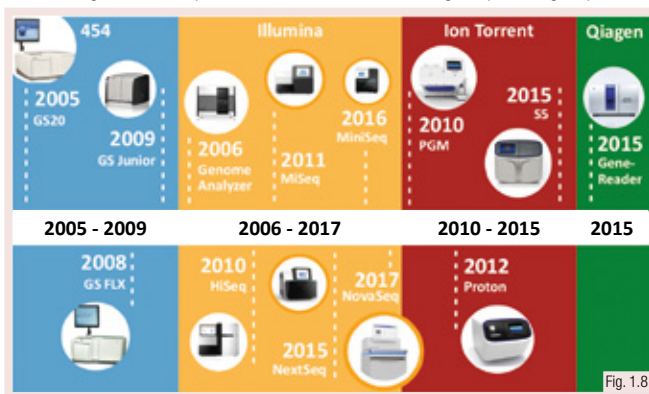 454
Illumina
Ion Torrent
Qiagen
2005
GS20
2009
GS Junior
2006
Genome
Analyzer
2011
MiSeq
2016
MiniSeq
2010
PGM
2015
SS
2015
Gene-
Reader
2005 - 2009
2006 - 2017
2010 - 2015
2015
2008
GS FLX
2010
HiSeq
2015
NextSeq
2017
NovaSeq
2012
Proton
Fig. 1.8